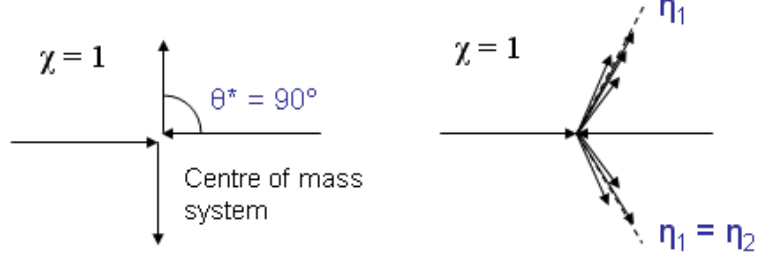 χ = 1
θ* = 90°
Centre of mass
system
χ = 1
η1
η1 = η2